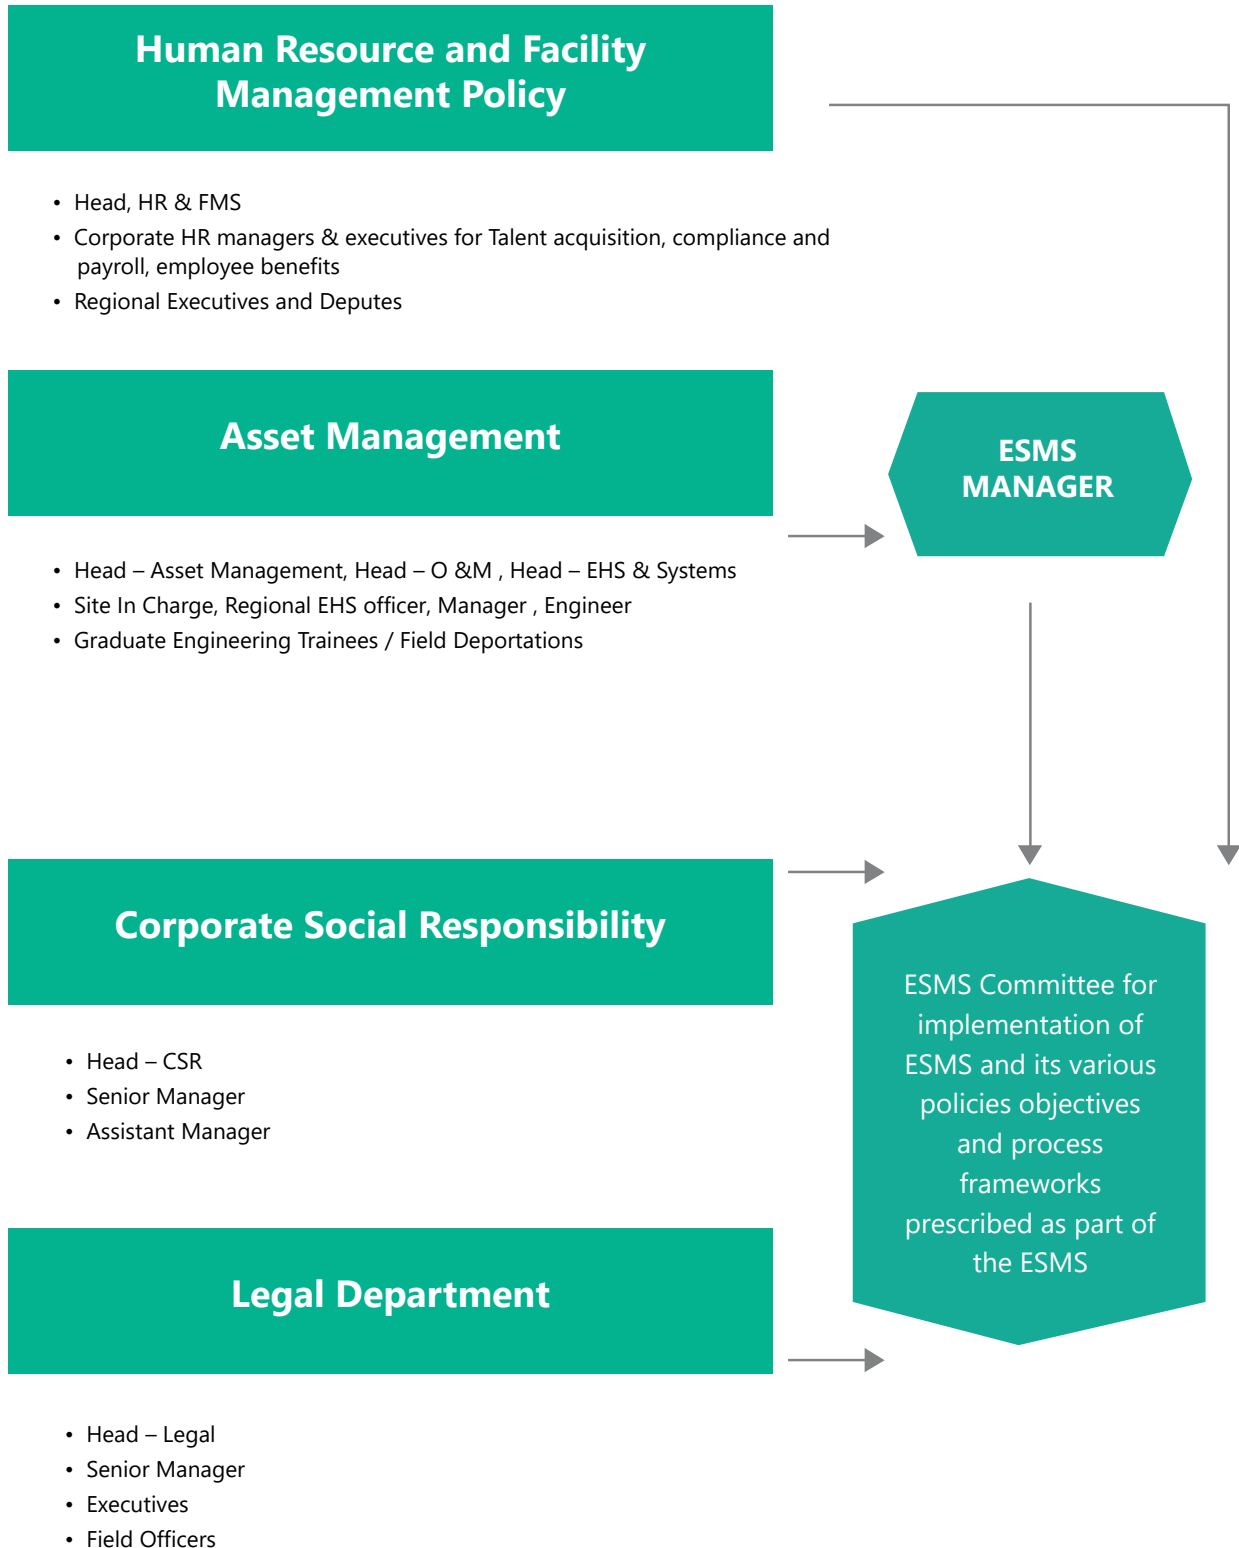 Human Resource and Facility
Management Policy
• Head, HR & FMS
• Corporate HR managers & executives for Talent acquisition, compliance and
payroll, employee benefits
• Regional Executives and Deputes
Asset Management
ESMS
MANAGER
• Head – Asset Management, Head – O &M , Head – EHS & Systems
• Site In Charge, Regional EHS officer, Manager , Engineer
• Graduate Engineering Trainees / Field Deportations
Corporate Social Responsibility
• Head – CSR
• Senior Manager
• Assistant Manager
ESMS Committee for
implementation of
ESMS and its various
policies objectives
and process
frameworks
prescribed as part of
the ESMS
Legal Department
• Head – Legal
• Senior Manager
• Executives
• Field Officers